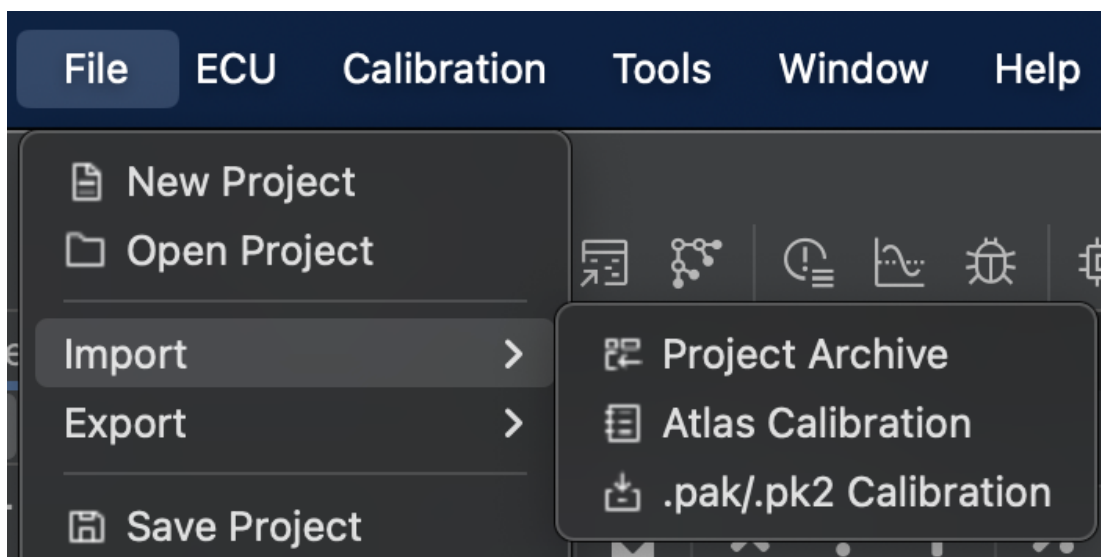 File ECU Calibration Tools Window Help
New Project
Open Project
Import
Export
Save Project
Project Archive
Atlas Calibration
.pak/.pk2 Calibration